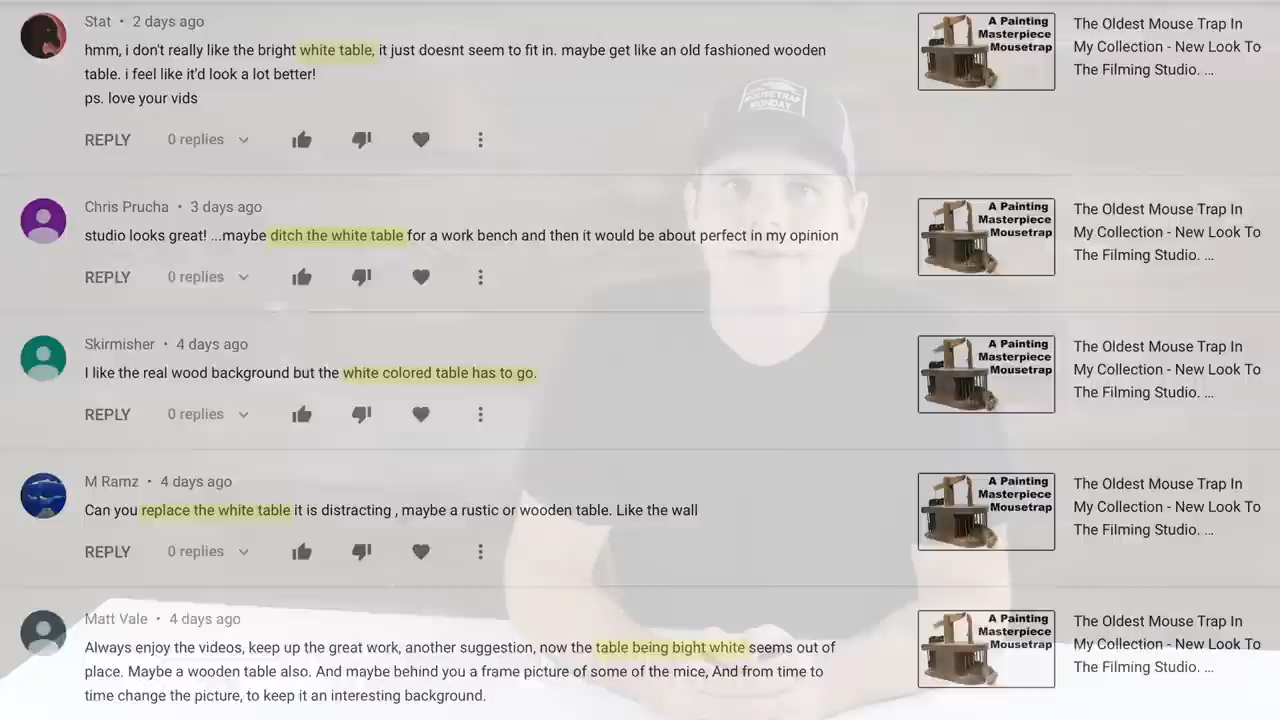 Stat • 2 days ago
hmm, i don't really like the bright white table, it just doesnt seem to fit in. maybe get like an old fashioned wooden
table. i feel like it'd look a lot better!
ps. love your vids
REPLY 0 replies
A Painting
Masterpiece
Mousetrap
The Oldest Mouse Trap In
My Collection - New Look To
The Filming Studio. ...
MOUSETRAP
MONDAY
Chris Prucha • 3 days ago
studio looks great! ...maybe ditch the white table for a work bench and then it would be about perfect in my opinion
REPLY 0 replies
A Painting
Masterpiece
Mousetrap
The Oldest Mouse Trap In
My Collection - New Look To
The Filming Studio. ...
Skirmisher • 4 days ago
I like the real wood background but the white colored table has to go.
REPLY 0 replies
A Painting
Masterpiece
Mousetrap
The Oldest Mouse Trap In
My Collection - New Look To
The Filming Studio. ...
M Ramz • 4 days ago
Can you replace the white table it is distracting , maybe a rustic or wooden table. Like the wall
REPLY 0 replies
A Painting
Masterpiece
Mousetrap
The Oldest Mouse Trap In
My Collection - New Look To
The Filming Studio. ...
Matt Vale • 4 days ago
Always enjoy the videos, keep up the great work, another suggestion, now the table being bight white seems out of
place. Maybe a wooden table also. And maybe behind you a frame picture of some of the mice, And from time to
time change the picture, to keep it an interesting background.
A Painting
Masterpiece
Mousetrap
The Oldest Mouse Trap In
My Collection - New Look To
The Filming Studio. ...